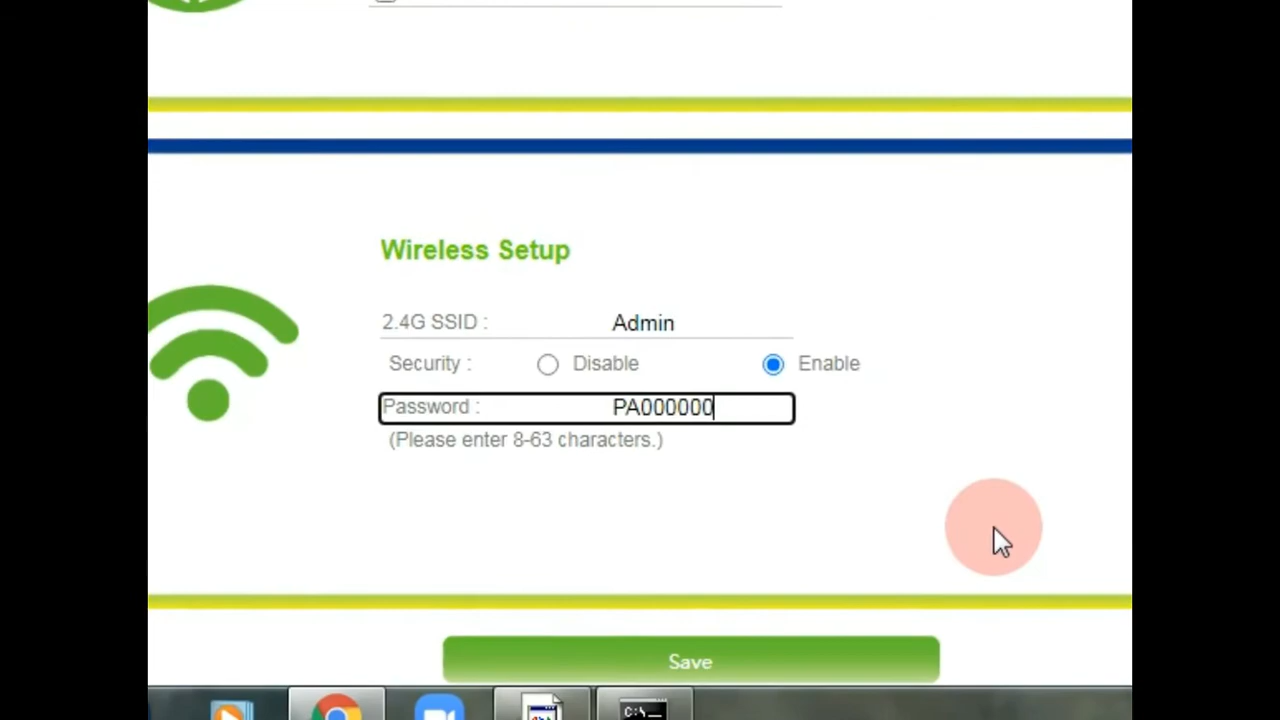 Wireless Setup
2.4G SSID : Admin
Security : Disable Enable
Password : PA000000
(Please enter 8-63 characters.)
Save
C:\